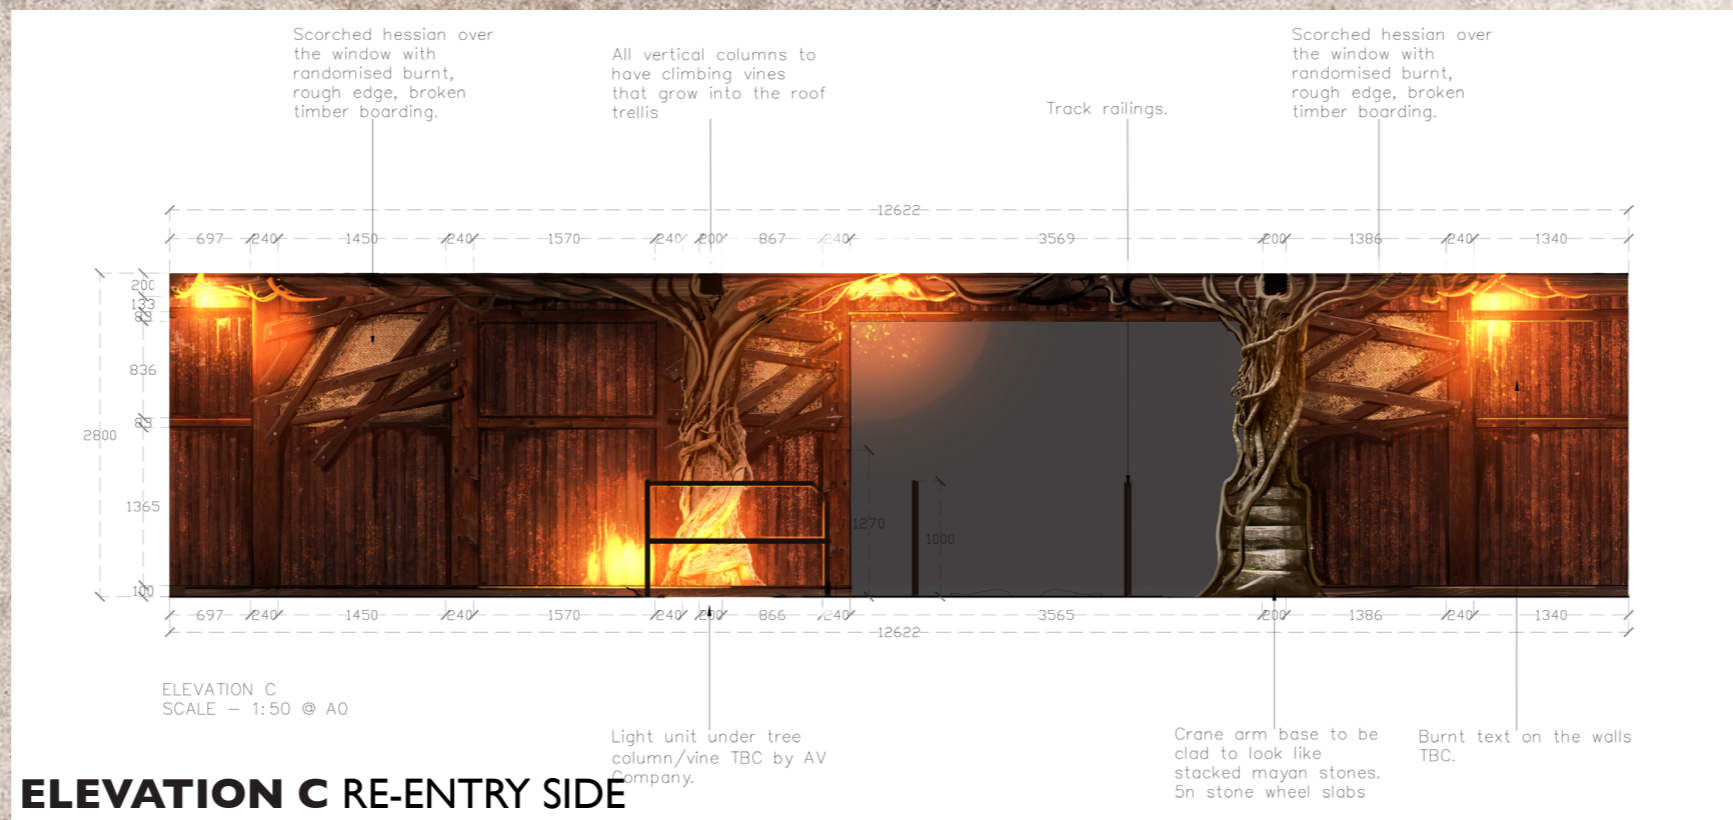 Scorched hessian over
the window with
randomised burnt,
rough edge, broken
timber boarding.
All vertical columns to
have climbing vines
that grow into the roof
trellis
Track railings.
Scorched hessian over
the window with
randomised burnt,
rough edge, broken
timber boarding.
12622
697 240 1450 240 1570 240 200 867 240 3569 200 1386 240 1340
200
133
83
836
83
2800
1365
100
1270
1000
697 240 1450 240 1570 240 200 866 240 3565 200 1386 240 1340
12622
ELEVATION C
SCALE – 1:50 @ A0
Light unit under tree
column/vine TBC by AV
Company.
Crane arm base to be
clad to look like
stacked mayan stones.
5n stone wheel slabs
Burnt text on the walls
TBC.
ELEVATION C RE-ENTRY SIDE